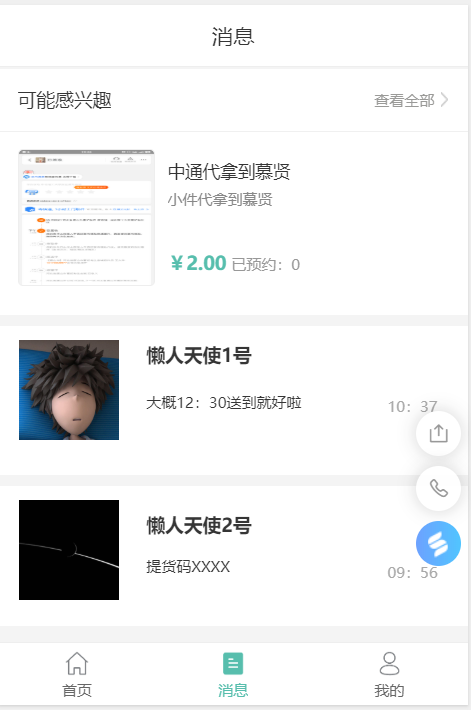 消息
可能感兴趣
查看全部
中通代拿到慕贤
小件代拿到慕贤
￥2.00 已预约：0
懒人天使1号
大概12：30送到就好啦
10：37
懒人天使2号
提货码XXXX
09：56
首页
消息
我的